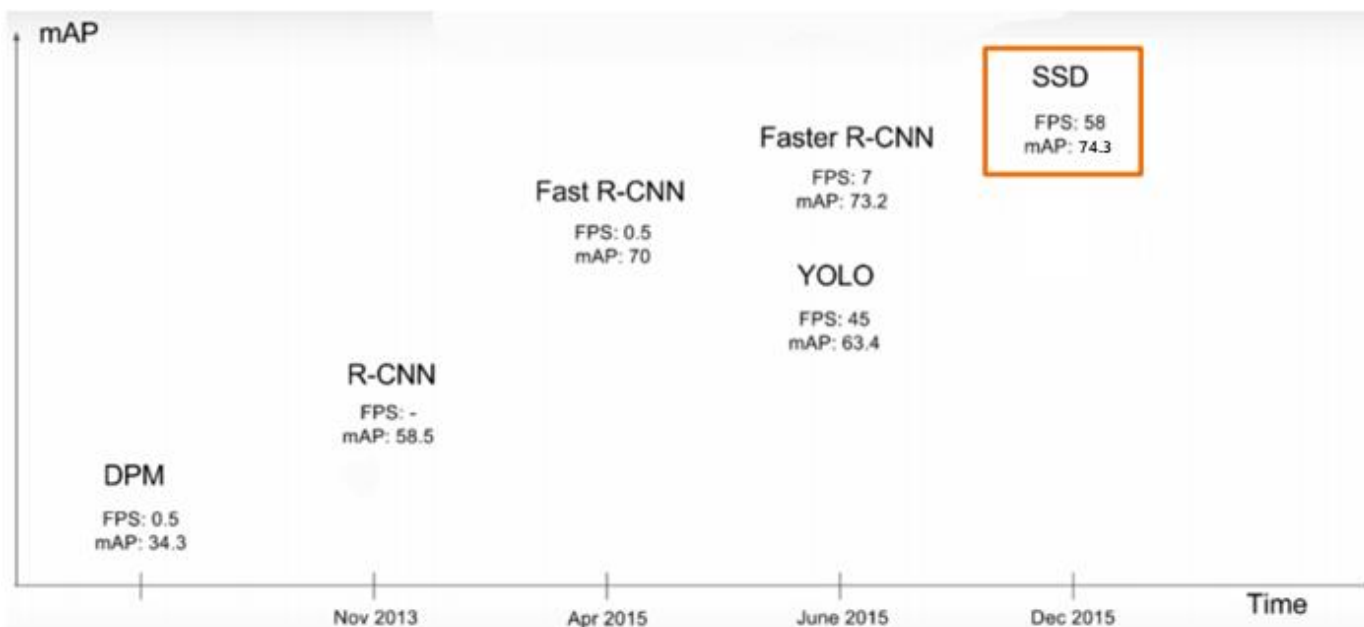 mAP
SSD
FPS: 58
mAP: 74.3
Faster R-CNN
FPS: 7
mAP: 73.2
Fast R-CNN
FPS: 0.5
mAP: 70
YOLO
FPS: 45
mAP: 63.4
R-CNN
FPS: -
mAP: 58.5
DPM
FPS: 0.5
mAP: 34.3
Nov 2013
Apr 2015
June 2015
Dec 2015
Time